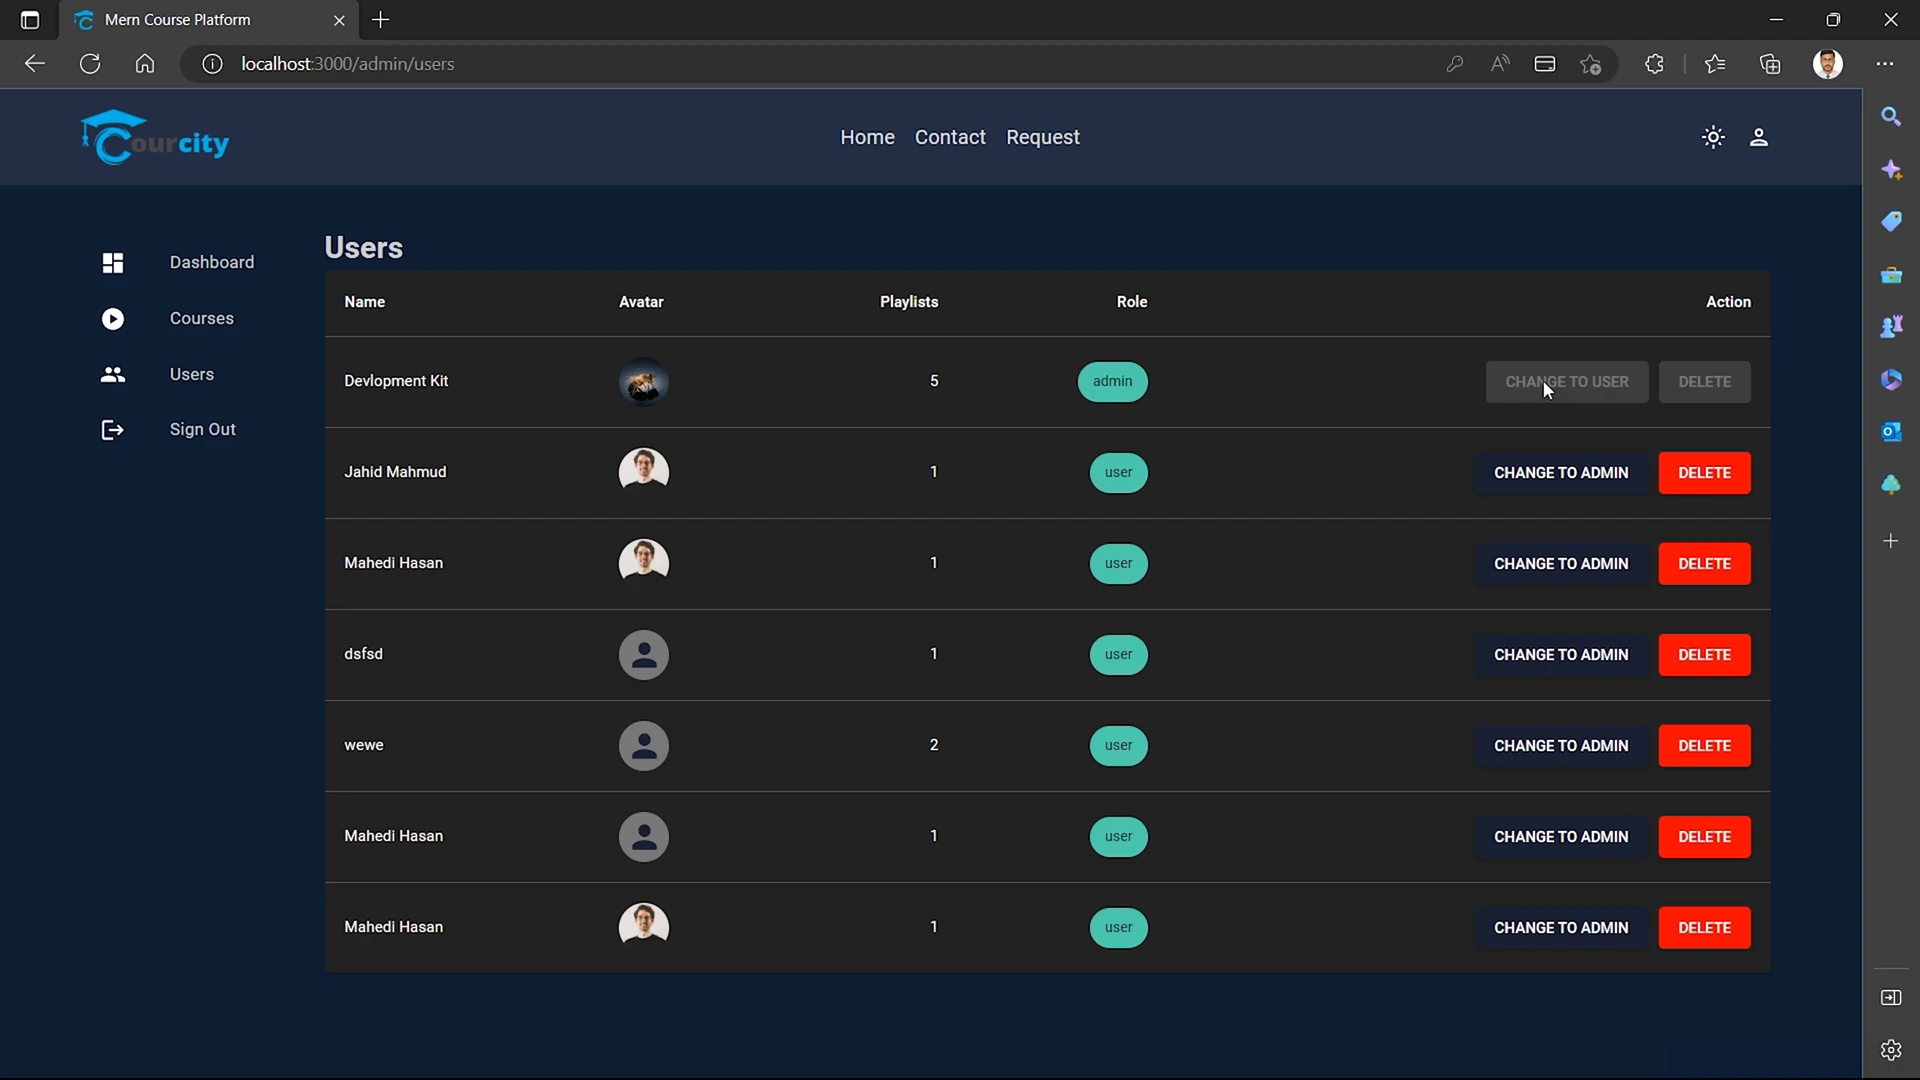 Mern Course Platform
localhost:3000/admin/users
Courcity
Home Contact Request
Dashboard
Courses
Users
Sign Out
Users
Name Avatar Playlists Role Action
Devlopment Kit 5 admin CHANGE TO USER DELETE
Jahid Mahmud 1 user CHANGE TO ADMIN DELETE
Mahedi Hasan 1 user CHANGE TO ADMIN DELETE
dsfsd 1 user CHANGE TO ADMIN DELETE
wewe 2 user CHANGE TO ADMIN DELETE
Mahedi Hasan 1 user CHANGE TO ADMIN DELETE
Mahedi Hasan 1 user CHANGE TO ADMIN DELETE